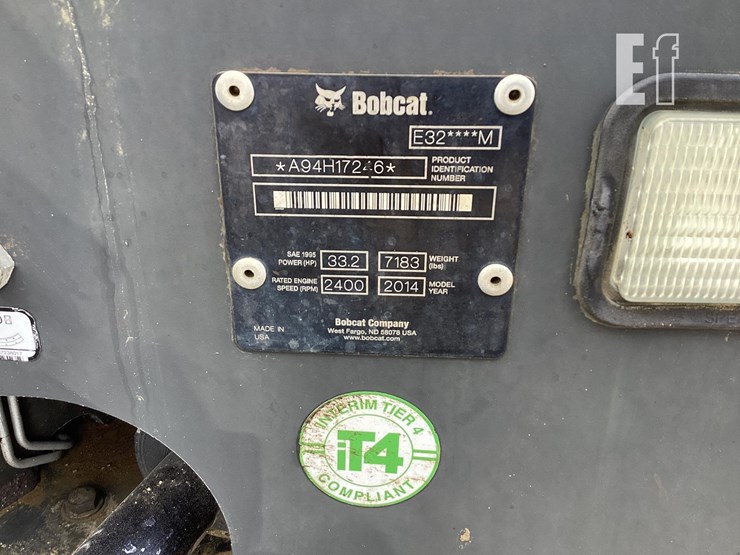 Ef
Bobcat.
E32****M
*A94H17246*
PRODUCT
IDENTIFICATION
NUMBER
SAE 1995
POWER (HP)
33.2
7183
WEIGHT
(lbs)
RATED ENGINE
SPEED (RPM)
2400
2014
MODEL
YEAR
MADE IN
USA
Bobcat Company
West Fargo, ND 58078 USA
www.bobcat.com
INTERIM TIER 4
iT4
COMPLIANT